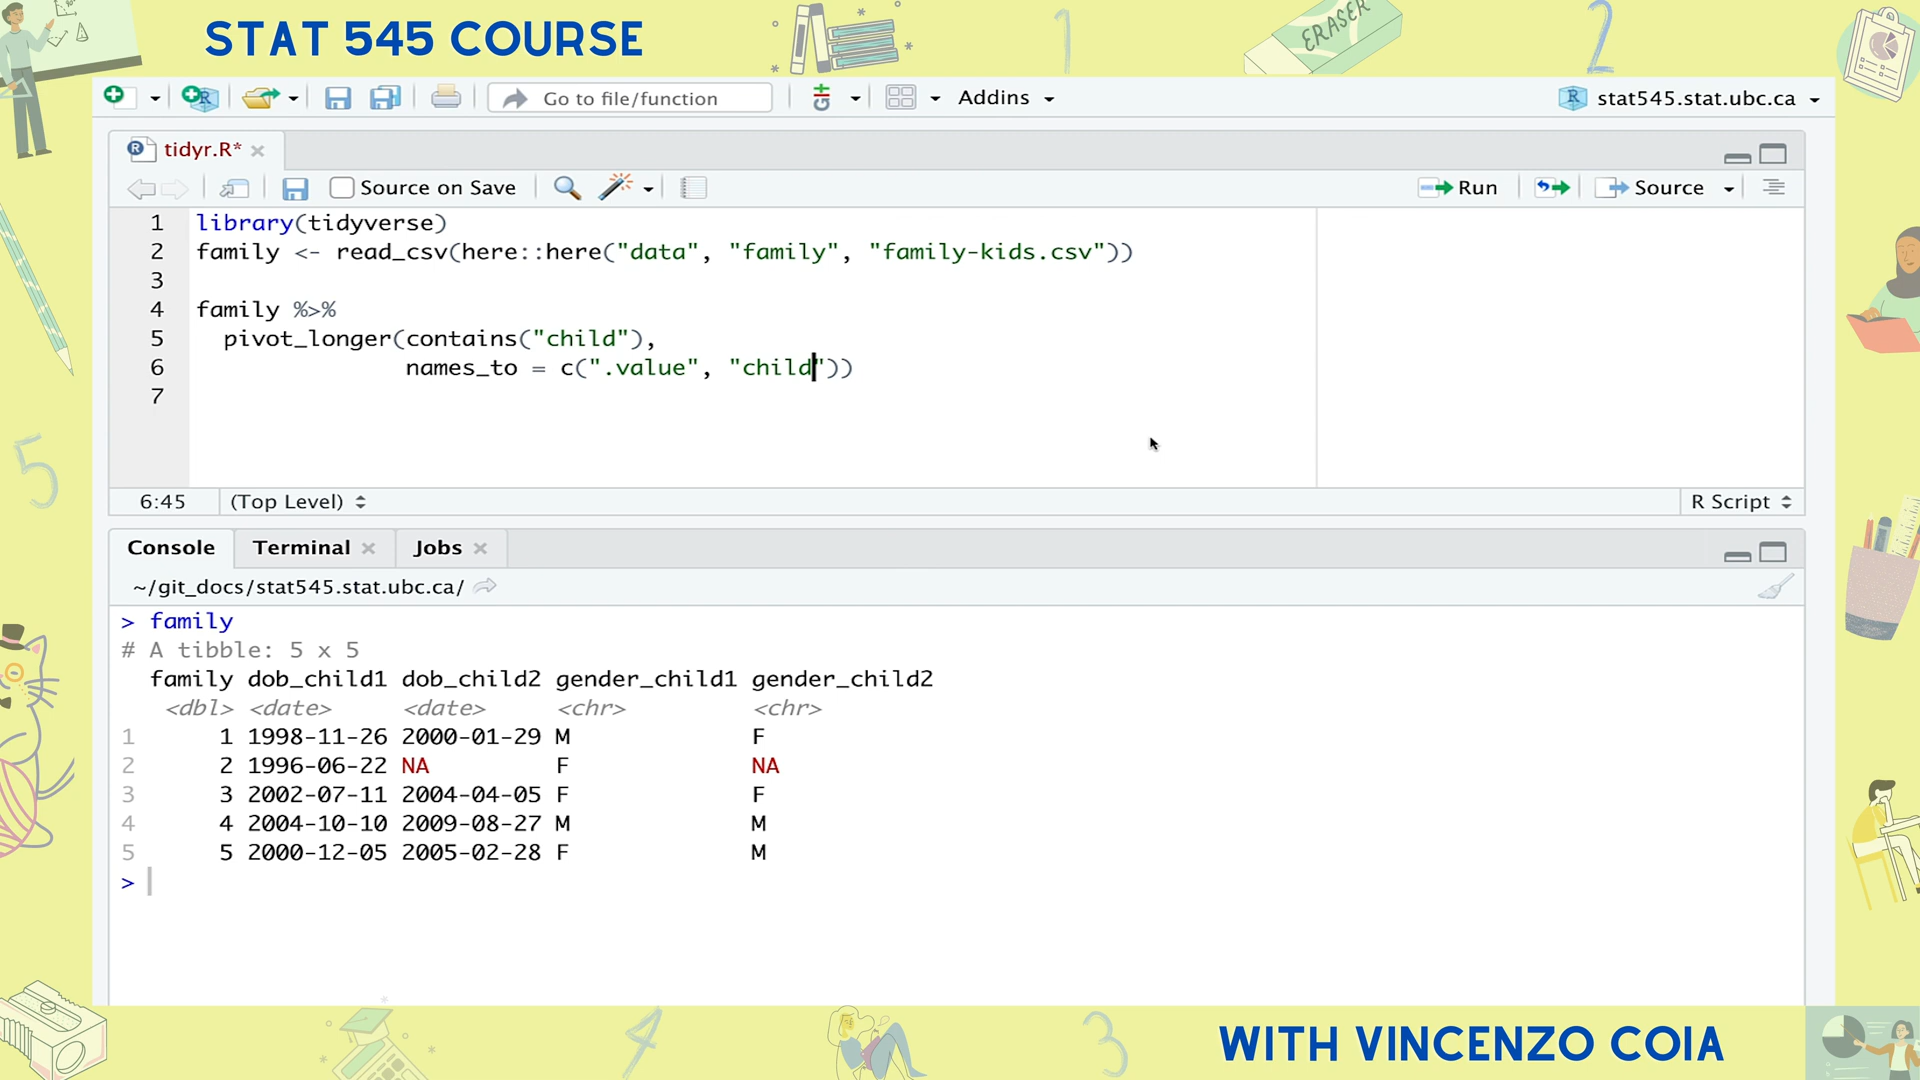 STAT 545 COURSE
ERASER
1
2
Go to file/function
Addins
stat545.stat.ubc.ca
tidyr.R*
Source on Save
Run
Source
1 library(tidyverse)
2 family <- read_csv(here::here("data", "family", "family-kids.csv"))
3
4 family %>%
5 pivot_longer(contains("child"),
6 names_to = c(".value", "child"))
7
5
6:45 (Top Level)
R Script
Console Terminal Jobs
~/git_docs/stat545.stat.ubc.ca/
> family
# A tibble: 5 x 5
family dob_child1 dob_child2 gender_child1 gender_child2
<dbl> <date> <date> <chr> <chr>
1 1 1998-11-26 2000-01-29 M F
2 2 1996-06-22 NA F NA
3 3 2002-07-11 2004-04-05 F F
4 4 2004-10-10 2009-08-27 M M
5 5 2000-12-05 2005-02-28 F M
>
4
3
WITH VINCENZO COIA